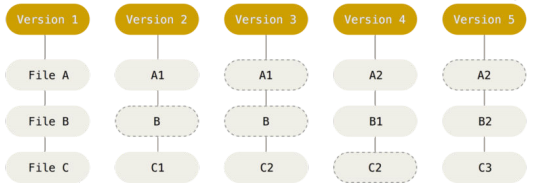 Version 1 Version 2 Version 3 Version 4 Version 5
File A A1 A1 A2 A2
File B B B B1 B2
File C C1 C2 C2 C3